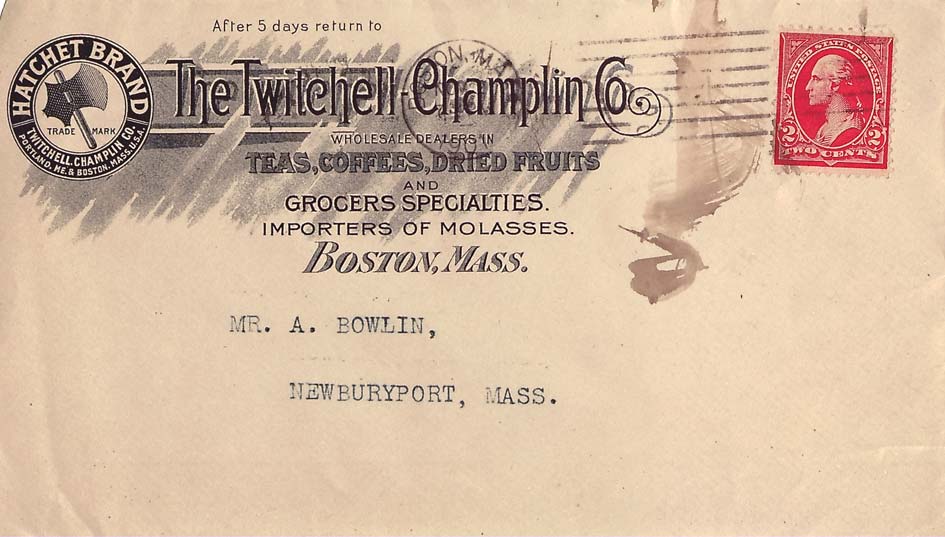 After 5 days return to
HATCHET BRAND
TRADE MARK
TWITCHELL. CHAMPLIN CO.
PORTLAND, ME. & BOSTON, MASS. U.S.A.
The Twitchell-Champlin Co.
WHOLESALE DEALERS IN
TEAS, COFFEES, DRIED FRUITS
AND
GROCERS SPECIALTIES.
IMPORTERS OF MOLASSES.
BOSTON, MASS.
UNITED STATES POSTAGE
2 2
TWO CENTS
MR. A. BOWLIN,
NEWBURYPORT, MASS.